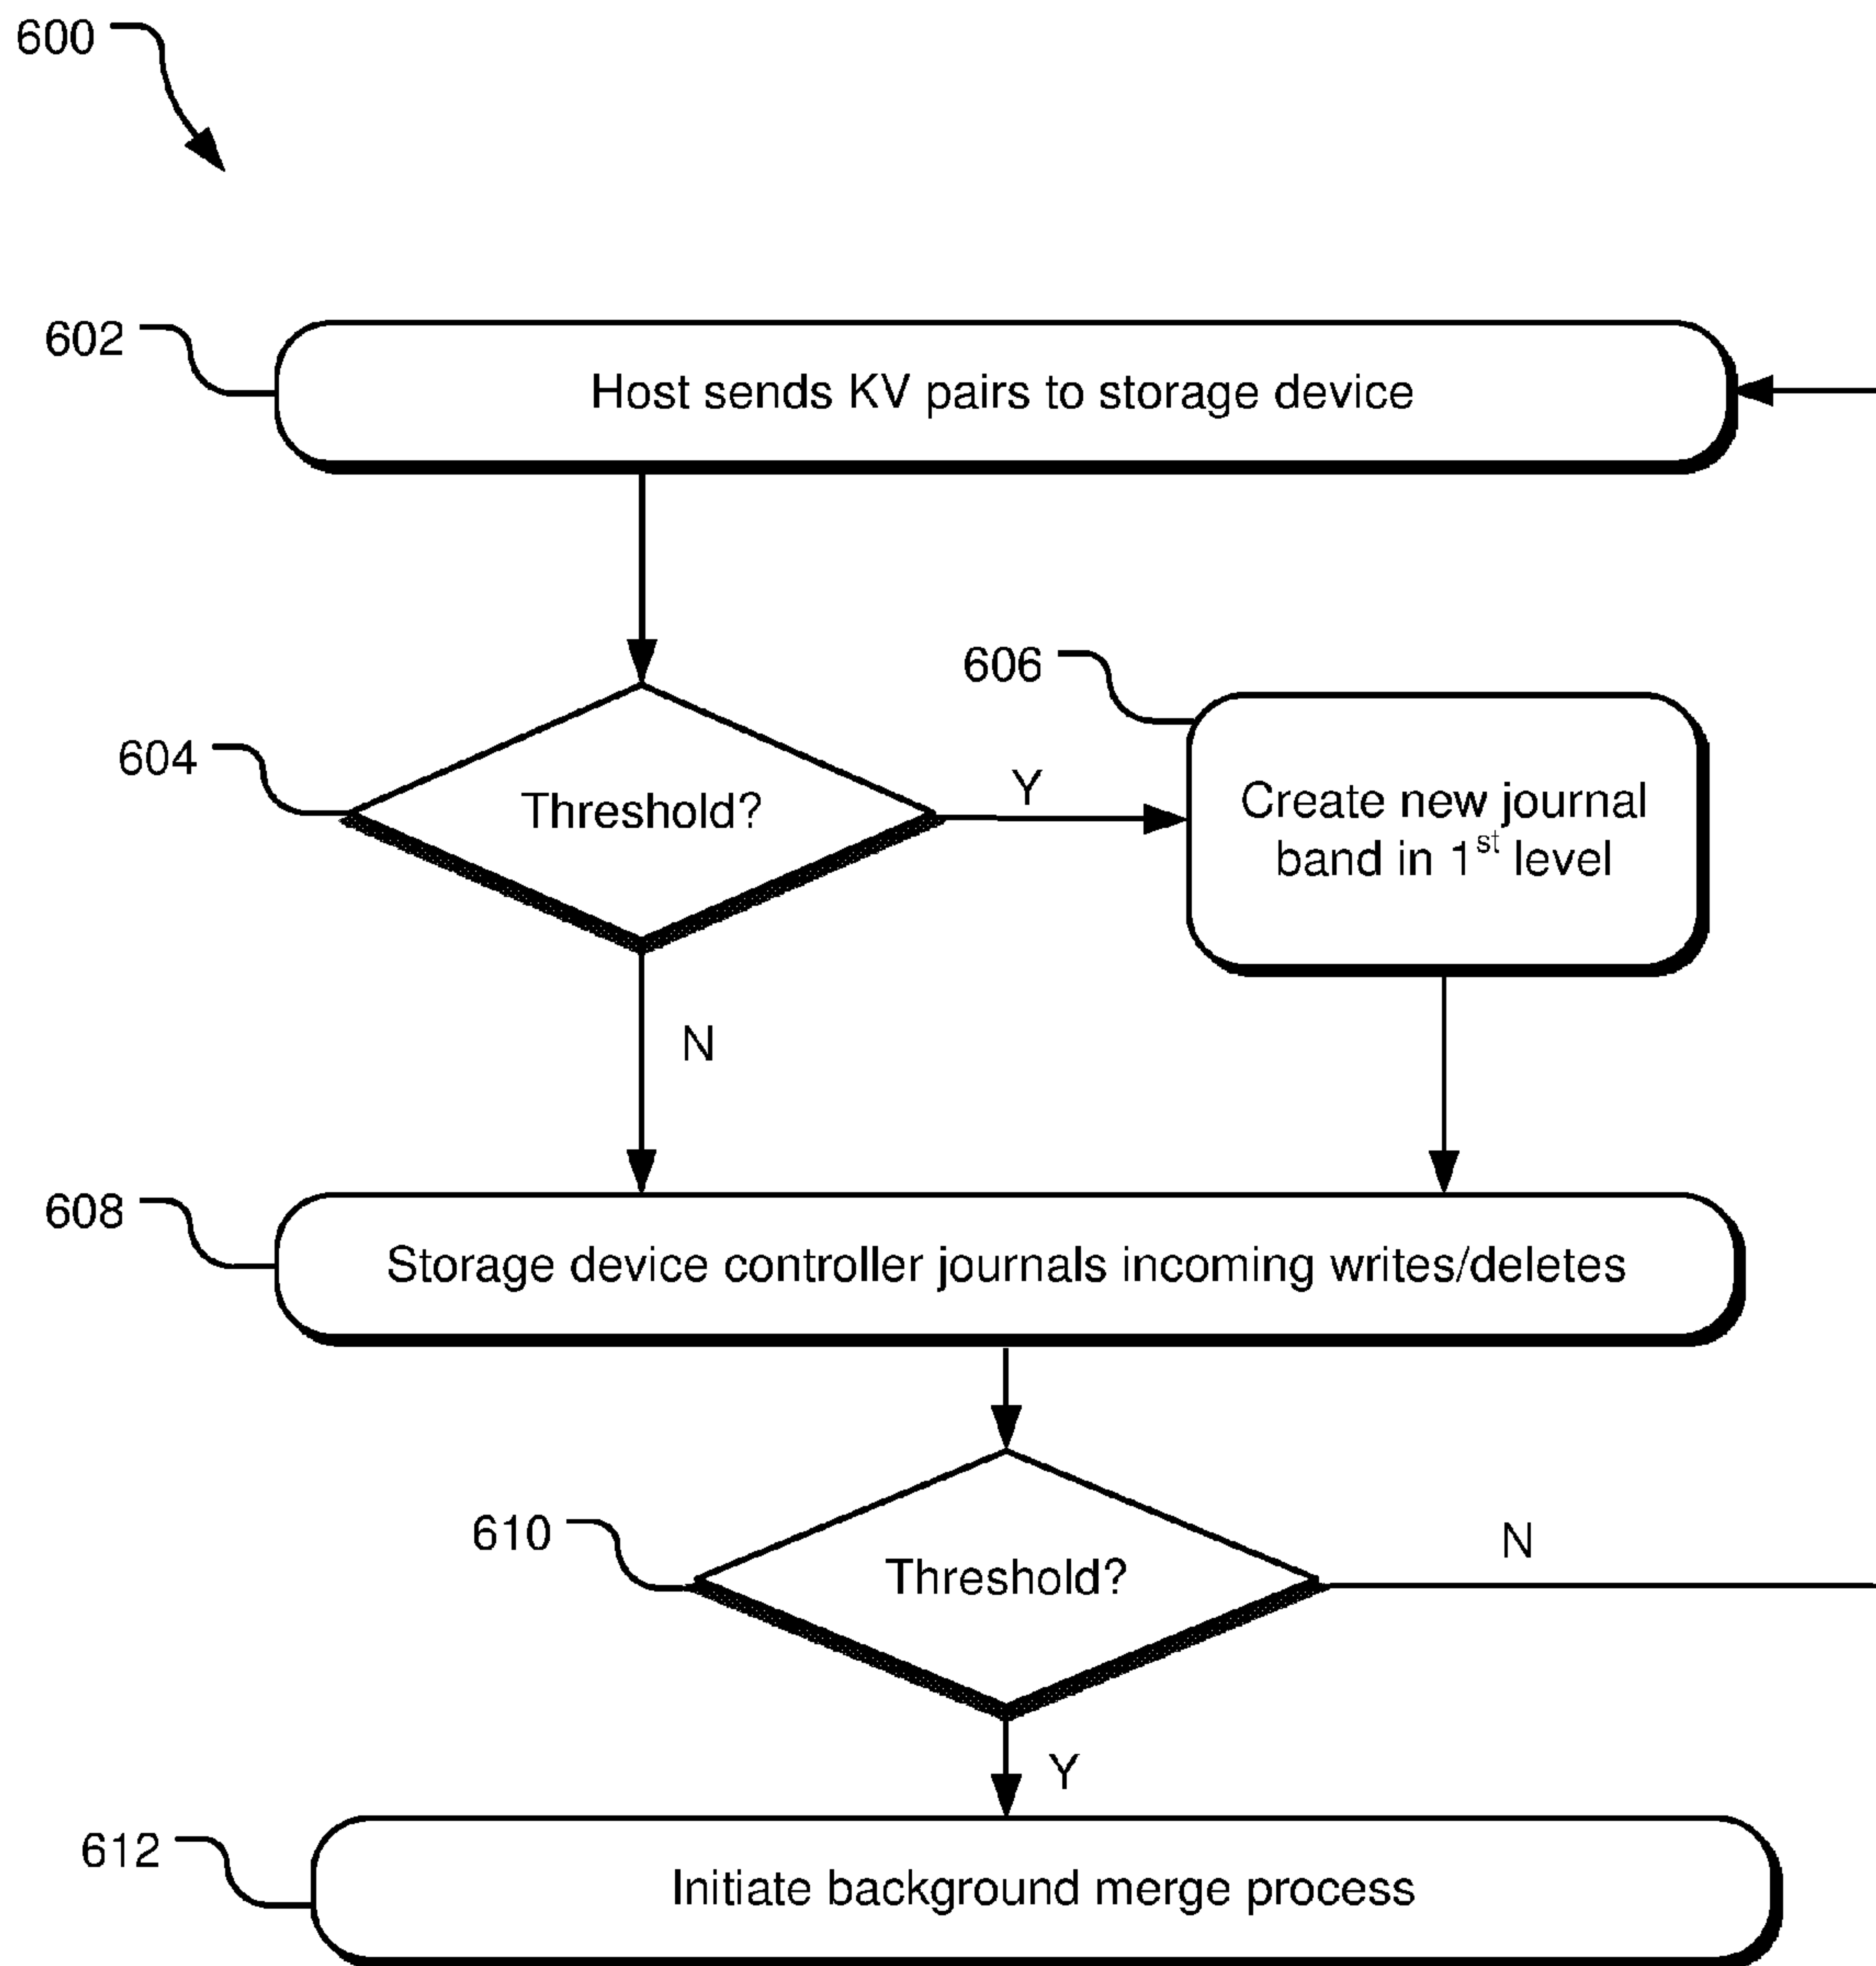 600
602
Host sends KV pairs to storage device
606
604
Threshold?
Y
Create new journal
band in 1st level
N
608
Storage device controller journals incoming writes/deletes
610
Threshold?
N
Y
612
Initiate background merge process